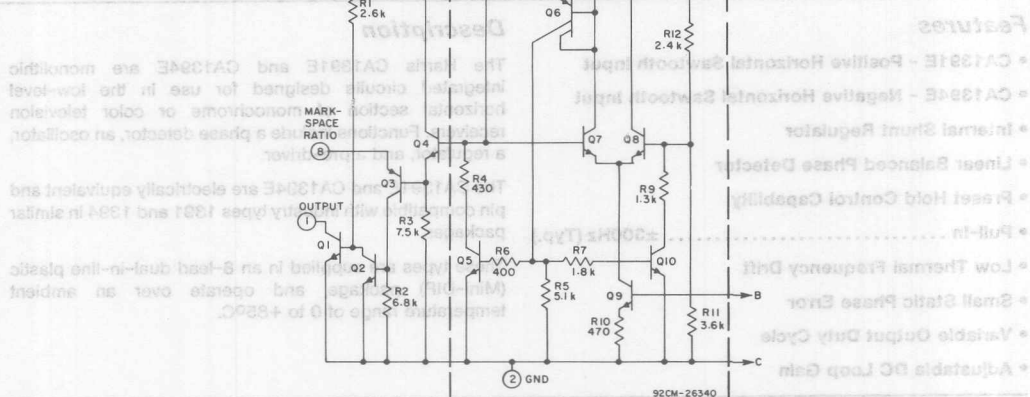 R1
2.6k
Q6
R12
2.4k
MARK-
SPACE
RATIO
8
Q4
Q7
Q8
Q3
R4
430
R9
1.3k
OUTPUT
1
R3
7.5k
Q1
Q2
Q5
R6
400
R7
1.8k
Q10
R2
6.8k
R5
5.1k
Q9
B
R10
470
R11
3.6k
C
2 GND
92CM-26340
Features
• CA1391E - Positive Horizontal Sawtooth Input
• CA1394E - Negative Horizontal Sawtooth Input
• Internal Shunt Regulator
• Linear Balanced Phase Detector
• Preset Hold Control Capability
• Pull-In ..... ±300Hz (Typ.)
• Low Thermal Frequency Drift
• Small Static Phase Error
• Variable Output Duty Cycle
• Adjustable DC Loop Gain
Description
The Harris CA1391E and CA1394E are monolithic
integrated circuits designed for use in the low-level
horizontal section of monochrome or color television
receivers. Functions include a phase detector, an oscillator,
a regulator, and a pre-driver.
The CA1391E and CA1394E are electrically equivalent and
pin compatible with industry types 1391 and 1394 in similar
packages.
These types are supplied in an 8-lead dual-in-line plastic
(Mini-DIP) package, and operate over an ambient
temperature range of 0 to +85ºC.